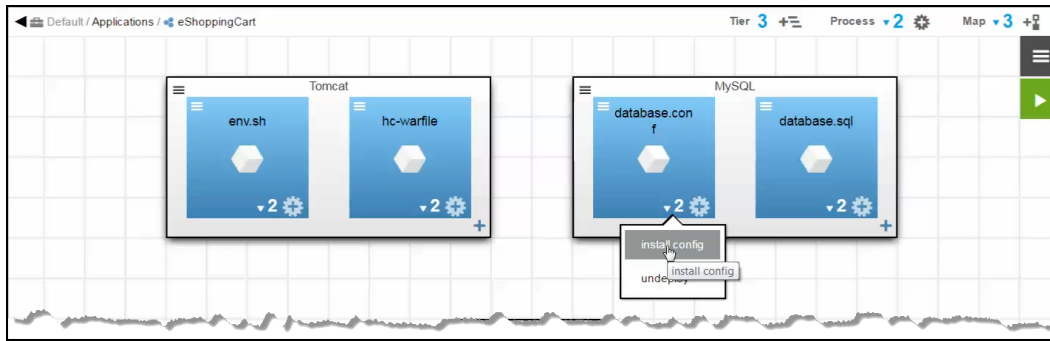 Default / Applications / eShoppingCart
Tier 3 Process 2 Map 3
Tomcat
env.sh
2
hc-warfile
2
MySQL
database.con
f
2
database.sql
2
install config
install config
undeploy